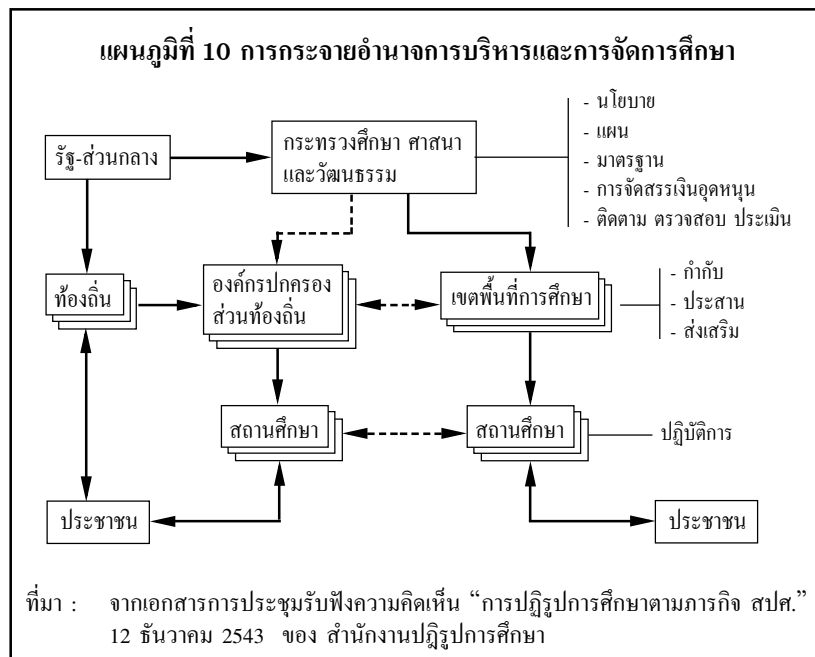 แผนภูมิที่ 10 การกระจายอำนาจการบริหารและการจัดการศึกษา
รัฐ-ส่วนกลาง
กระทรวงศึกษา ศาสนา
และวัฒนธรรม
- นโยบาย
- แผน
- มาตรฐาน
- การจัดสรรเงินอุดหนุน
- ติดตาม ตรวจสอบ ประเมิน
ท้องถิ่น
องค์กรปกครอง
ส่วนท้องถิ่น
เขตพื้นที่การศึกษา
- กำกับ
- ประสาน
- ส่งเสริม
สถานศึกษา
สถานศึกษา
ปฏิบัติการ
ประชาชน
ประชาชน
ที่มา : จากเอกสารการประชุมรับฟังความคิดเห็น “การปฏิรูปการศึกษาตามภารกิจ สปศ.”
12 ธันวาคม 2543 ของ สำนักงานปฎิรูปการศึกษา